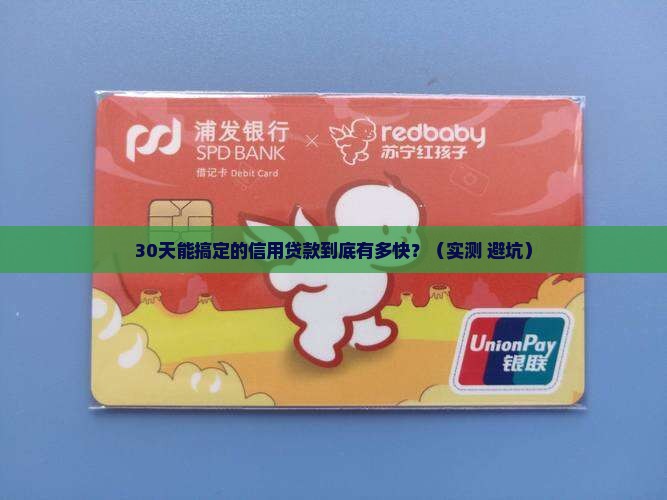 浦发银行
SPD BANK
借记卡 Debit Card
×
redbaby
苏宁红孩子
30天能搞定的信用贷款到底有多快？（实测 避坑）
UnionPay
银联